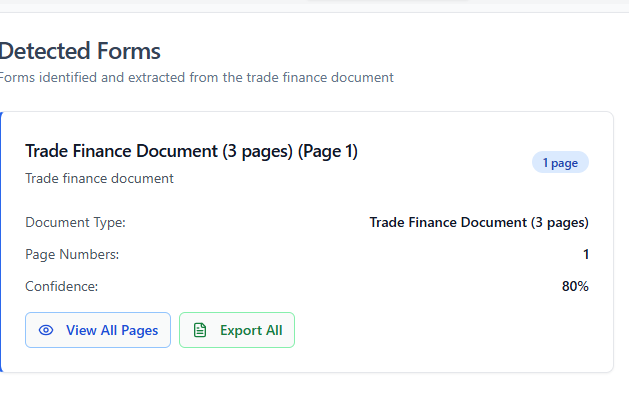 Detected Forms
Forms identified and extracted from the trade finance document
Trade Finance Document (3 pages) (Page 1)
1 page
Trade finance document
Document Type: Trade Finance Document (3 pages)
Page Numbers: 1
Confidence: 80%
View All Pages Export All